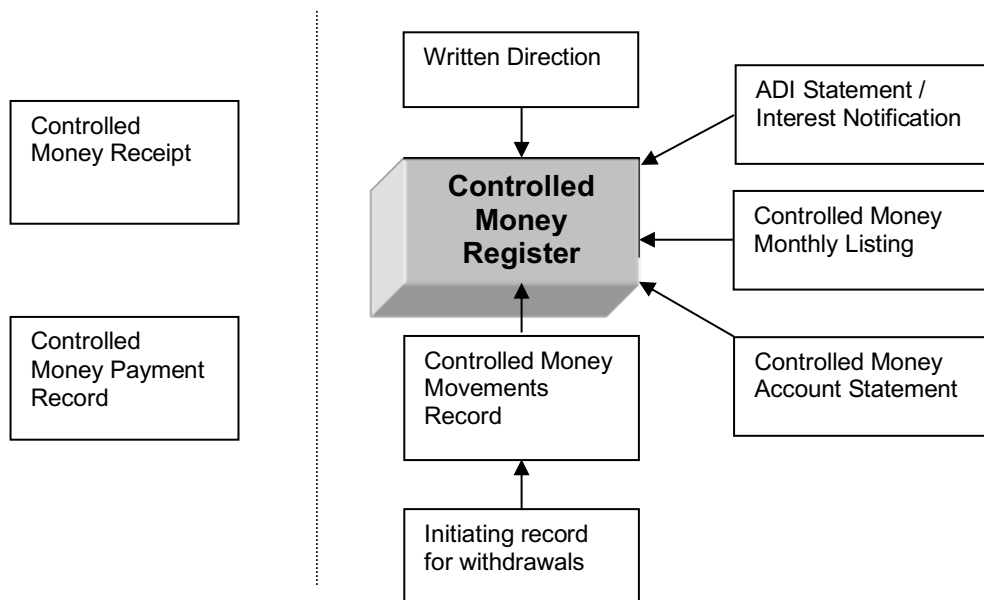 Controlled
Money Receipt
Controlled
Money Payment
Record
Written Direction
Controlled
Money
Register
Controlled Money
Movements
Record
Initiating record
for withdrawals
ADI Statement /
Interest Notification
Controlled Money
Monthly Listing
Controlled Money
Account Statement